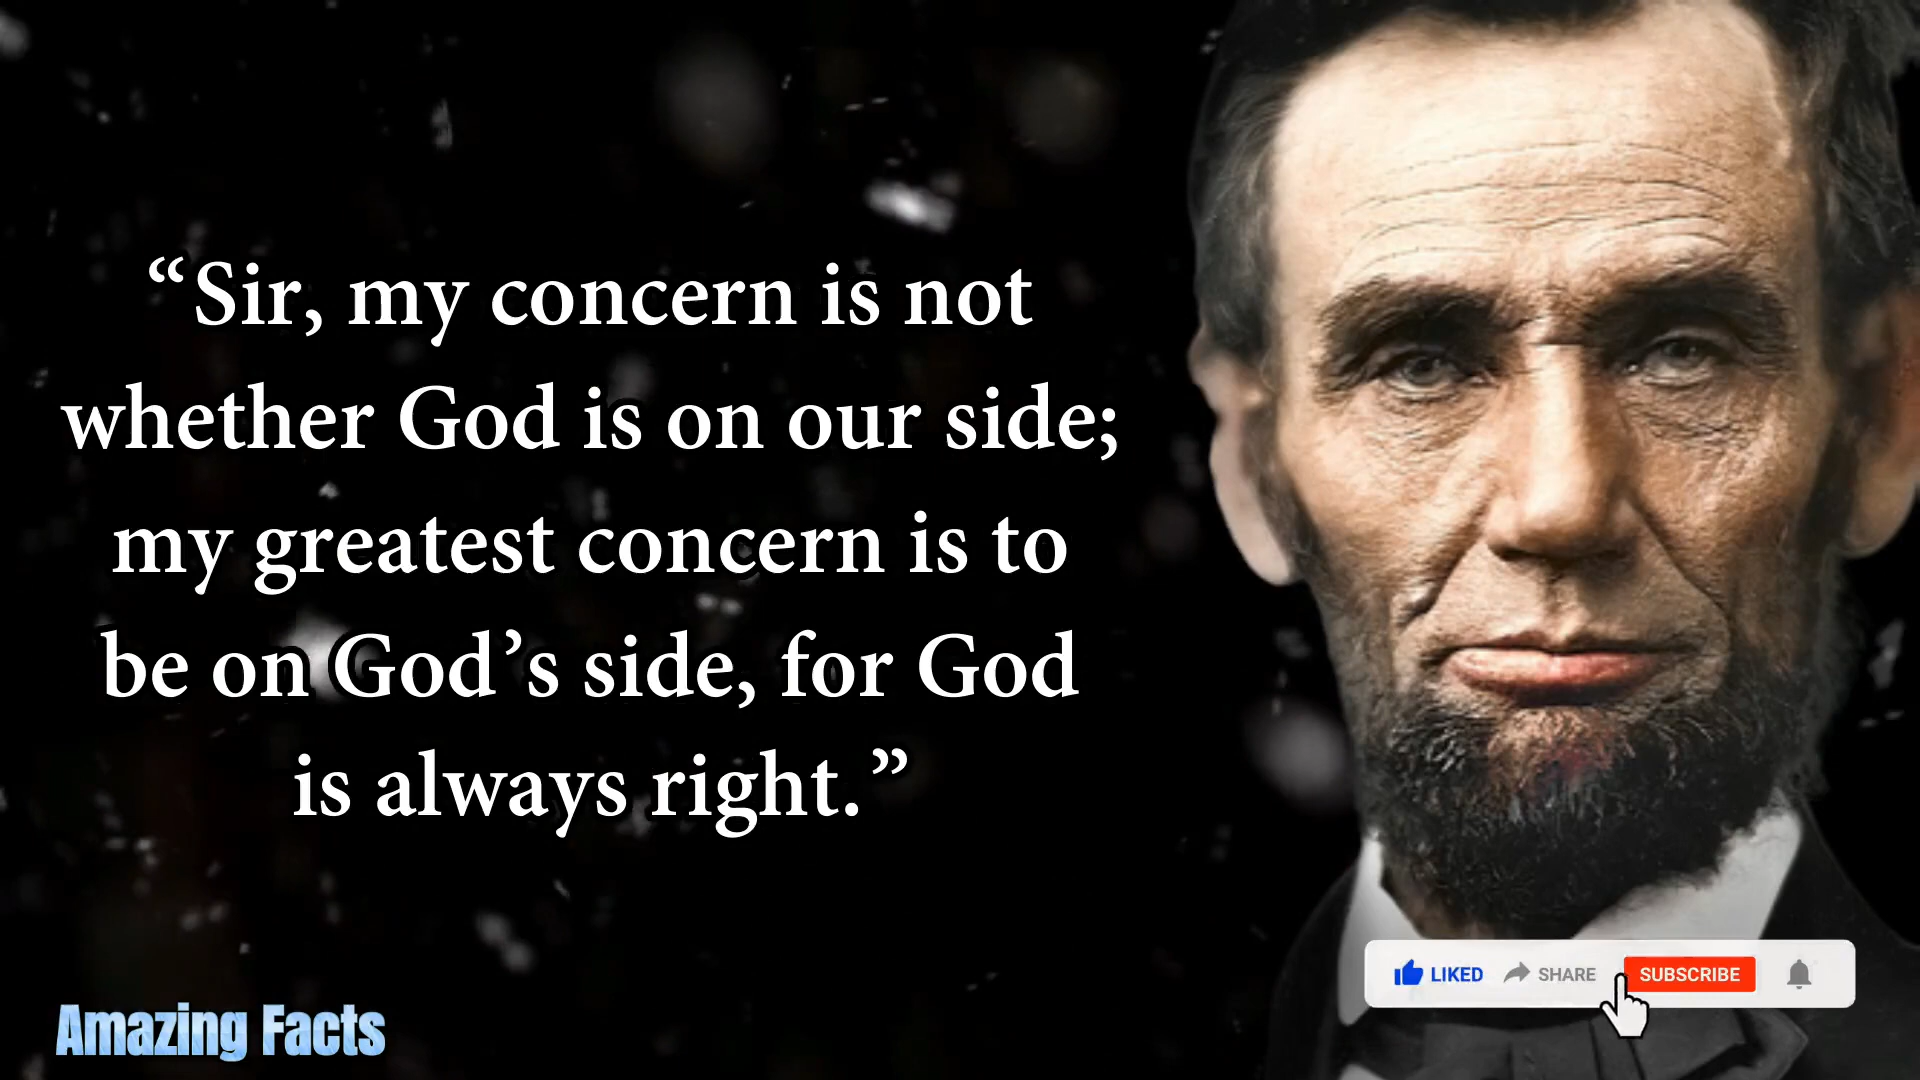 “Sir, my concern is not
whether God is on our side;
my greatest concern is to
be on God’s side, for God
is always right.”
LIKED SHARE SUBSCRIBE
Amazing Facts